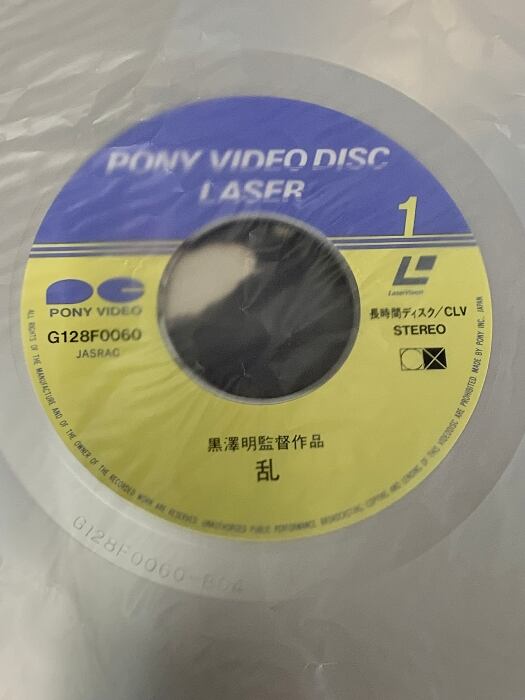 PONY VIDEO DISC
LASER
1
PONY VIDEO
G128F0060
JASRAC
LaserVision
長時間ディスク/CLV
STEREO
黒澤明監督作品
乱
ALL RIGHTS OF THE MANUFACTURE AND OF THE OWNER OF THE RECORDED WORK ARE RESERVED. UNAUTHORISED PUBLIC PERFORMANCE, BROADCASTING, COPYING AND LENDING OF THIS VIDEODISC ARE PROHIBITED. MADE BY PONY INC. JAPAN
G128F0060-B04